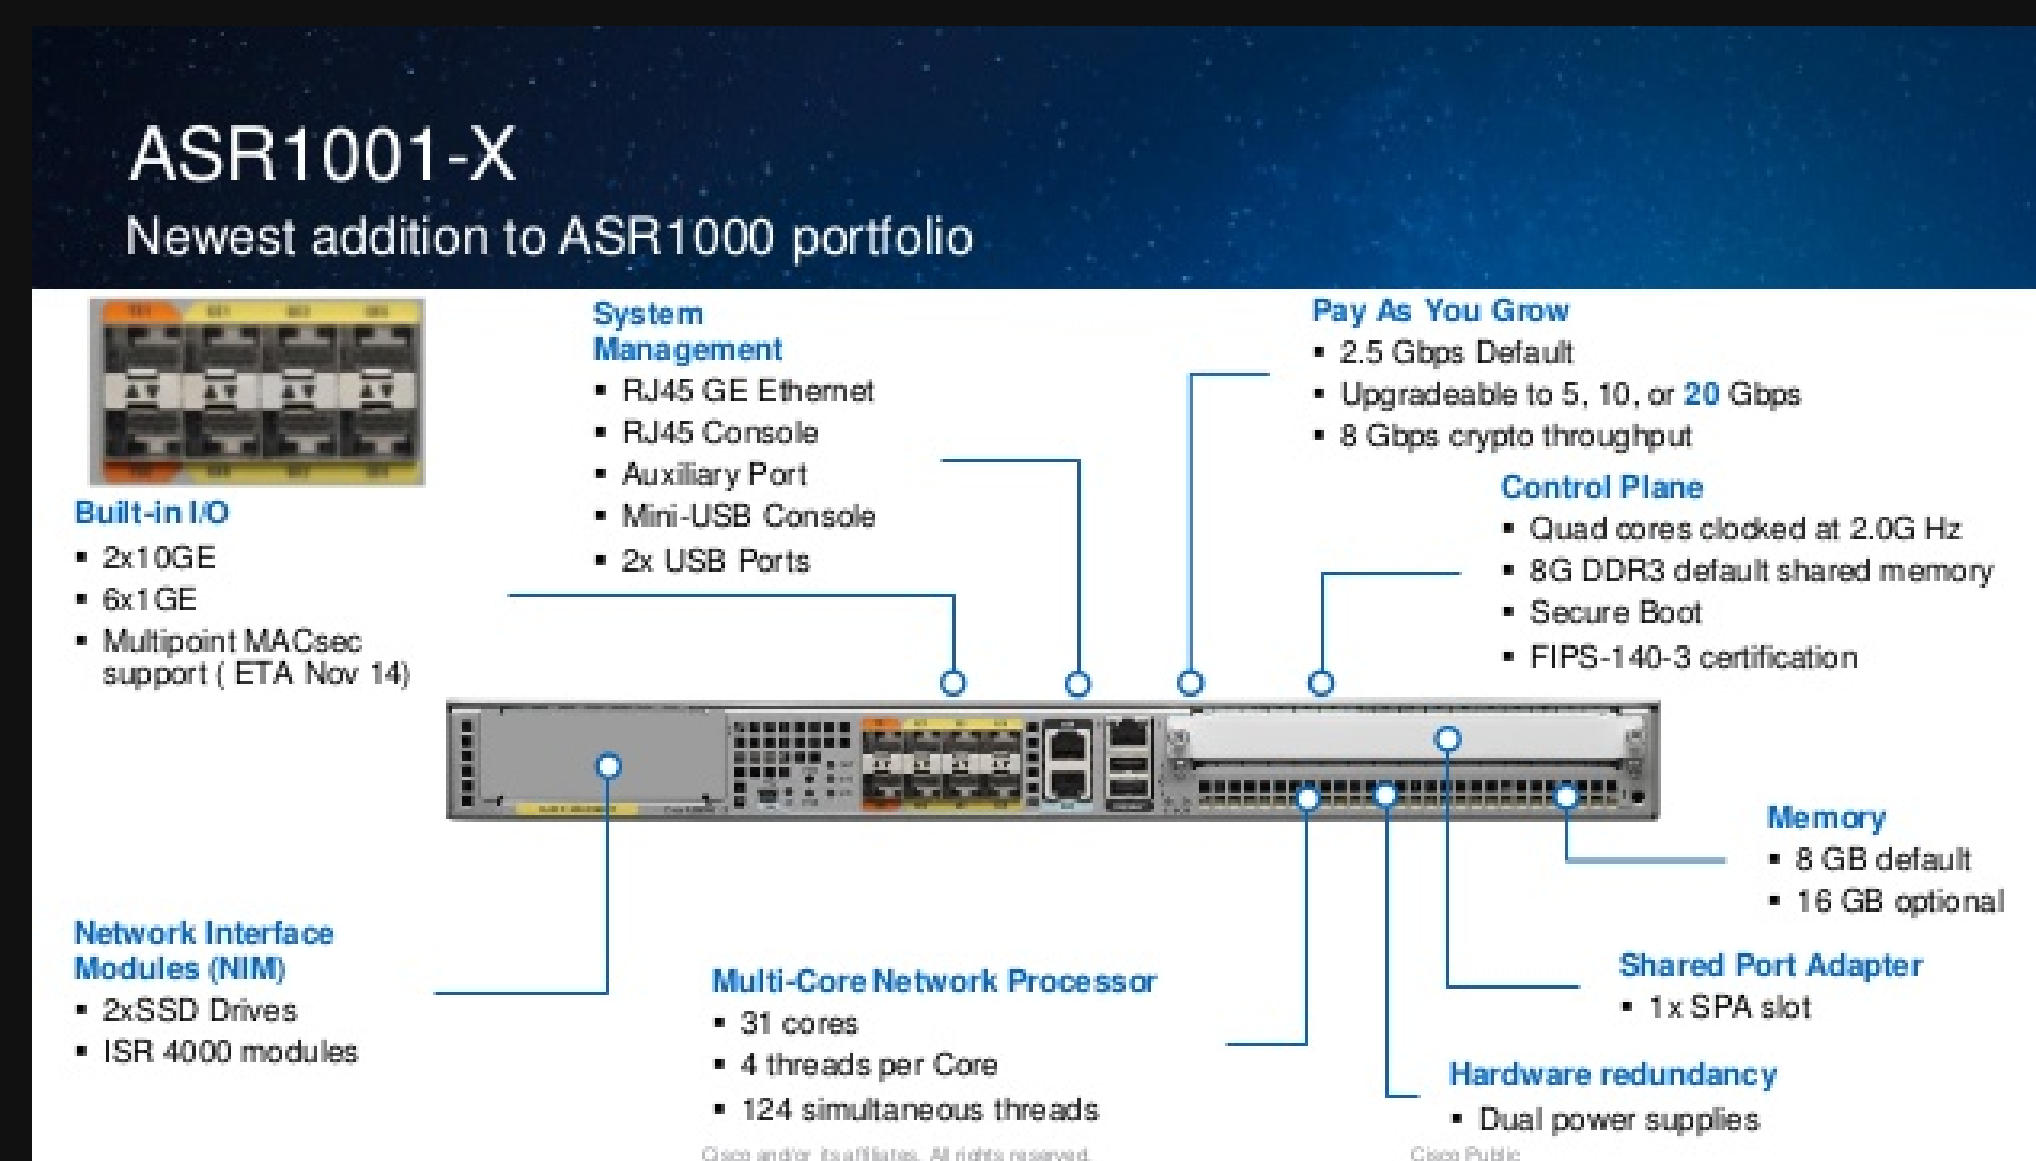 ASR1001-X
Newest addition to ASR1000 portfolio
Built-in I/O
▪ 2x10GE
▪ 6x1GE
▪ Multipoint MACsec
support ( ETA Nov 14)
System
Management
▪ RJ45 GE Ethernet
▪ RJ45 Console
▪ Auxiliary Port
▪ Mini-USB Console
▪ 2x USB Ports
Pay As You Grow
▪ 2.5 Gbps Default
▪ Upgradeable to 5, 10, or 20 Gbps
▪ 8 Gbps crypto throughput
Control Plane
▪ Quad cores clocked at 2.0G Hz
▪ 8G DDR3 default shared memory
▪ Secure Boot
▪ FIPS-140-3 certification
Memory
▪ 8 GB default
▪ 16 GB optional
Network Interface
Modules (NIM)
▪ 2xSSD Drives
▪ ISR 4000 modules
Multi-Core Network Processor
▪ 31 cores
▪ 4 threads per Core
▪ 124 simultaneous threads
Shared Port Adapter
▪ 1x SPA slot
Hardware redundancy
▪ Dual power supplies
Cisco and/or its affiliates. All rights reserved.
Cisco Public